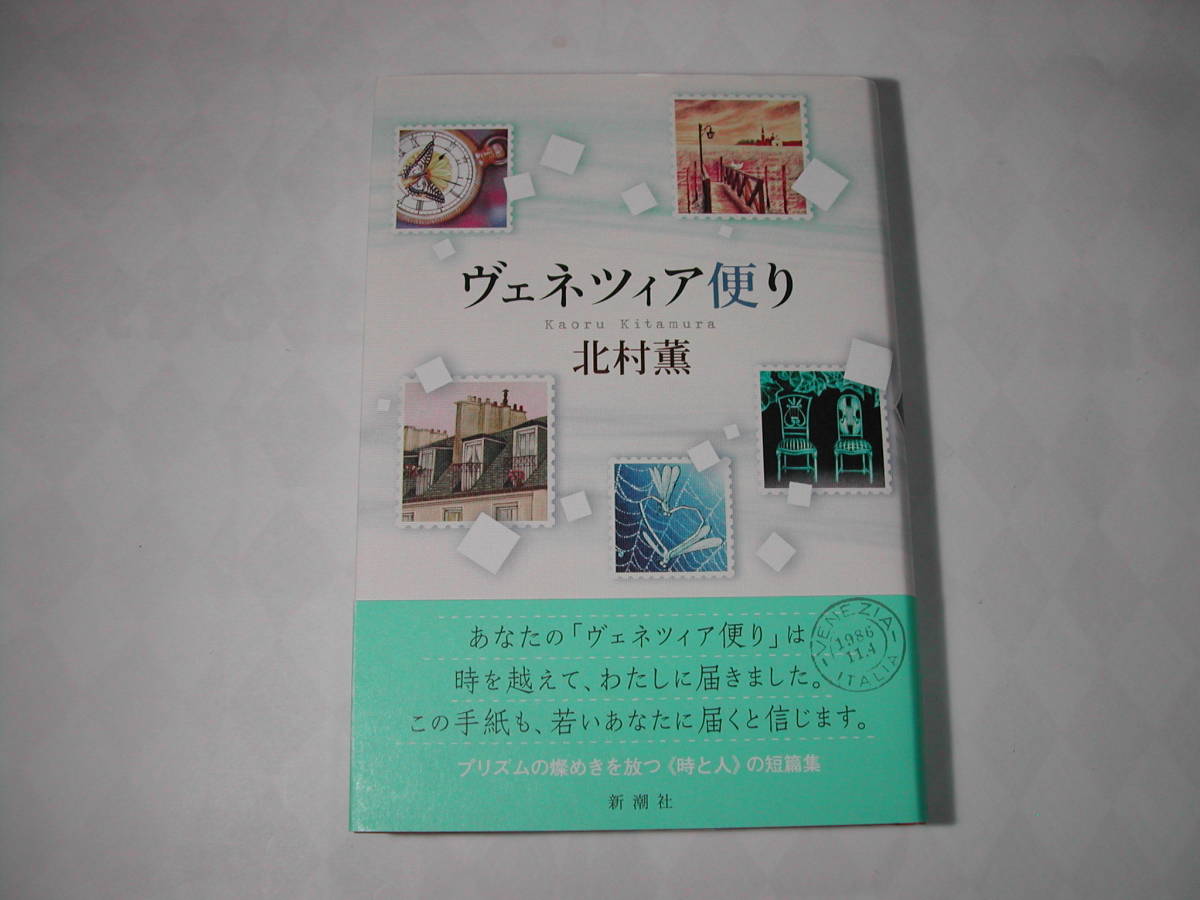 ヴェネツィア便り
Kaoru Kitamura
北村薫
あなたの「ヴェネツィア便り」は
時を越えて、わたしに届きました。
この手紙も、若いあなたに届くと信じます。
プリズムの燦めきを放つ《時と人》の短篇集
新潮社
VENEZIA
1986
11.4
ITALIA